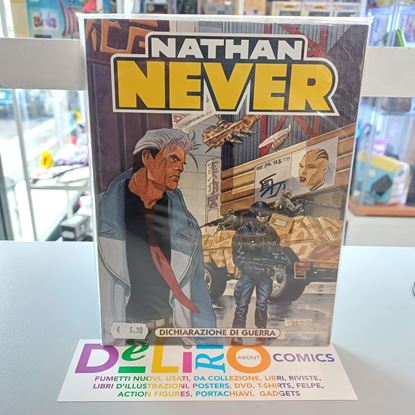 NATHAN
NEVER
DICHIARAZIONE DI GUERRA
€ 6,30
DeLiRIO ABOUT COMICS
FUMETTI NUOVI, USATI, DA COLLEZIONE, LIBRI, RIVISTE,
LIBRI D'ILLUSTRAZIONI, POSTERS, DVD, T-SHIRTS, FELPE,
ACTION FIGURES, PORTACHIAVI, GADGETS